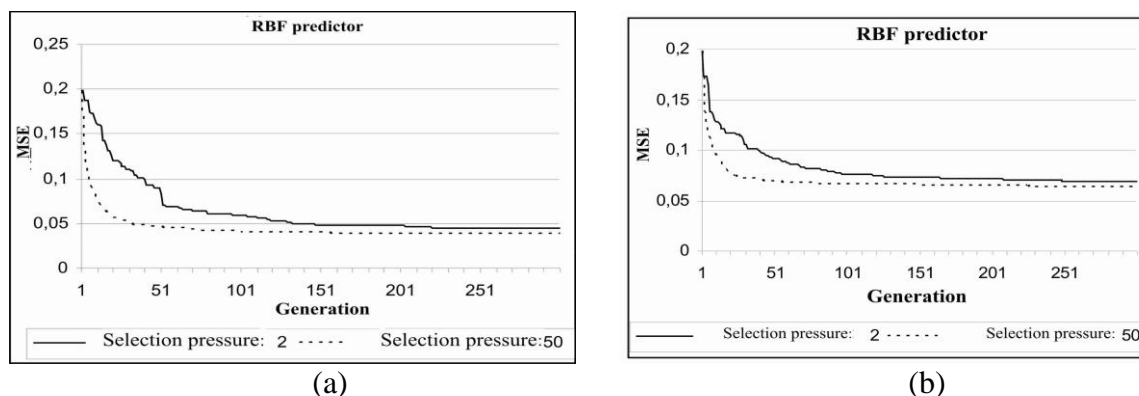 RBF predictor
0,25
0,2
0,15
0,1
0,05
0
MSE
1 51 101 151 201 251
Generation
Selection pressure: 2 Selection pressure:50
(a)
RBF predictor
0,2
0,15
0,1
0,05
0
MSE
1 51 101 151 201 251
Generation
Selection pressure: 2 Selection pressure:50
(b)